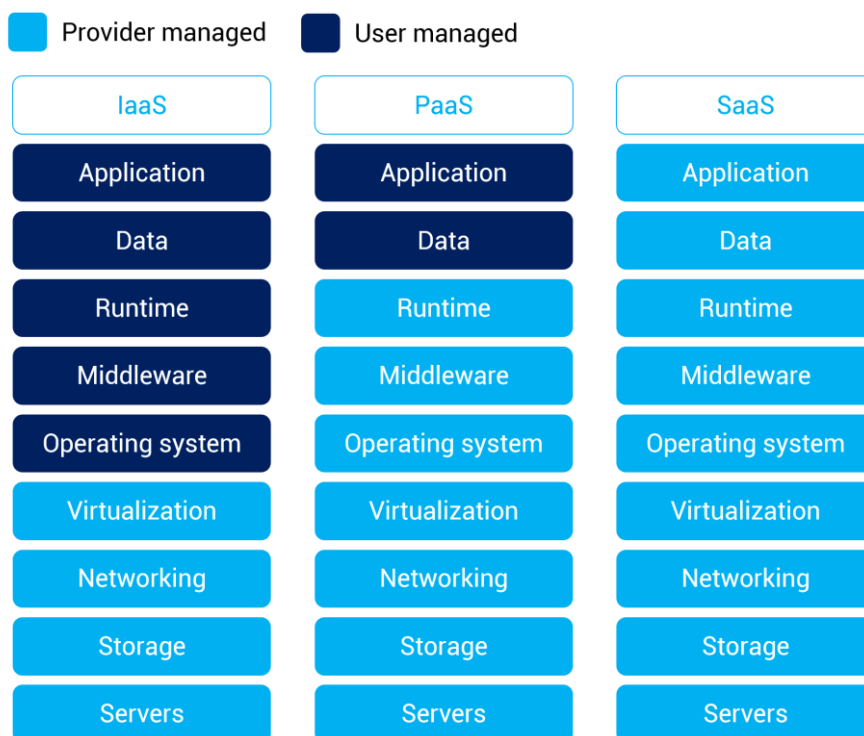 Provider managed User managed
IaaS PaaS SaaS
Application Application Application
Data Data Data
Runtime Runtime Runtime
Middleware Middleware Middleware
Operating system Operating system Operating system
Virtualization Virtualization Virtualization
Networking Networking Networking
Storage Storage Storage
Servers Servers Servers